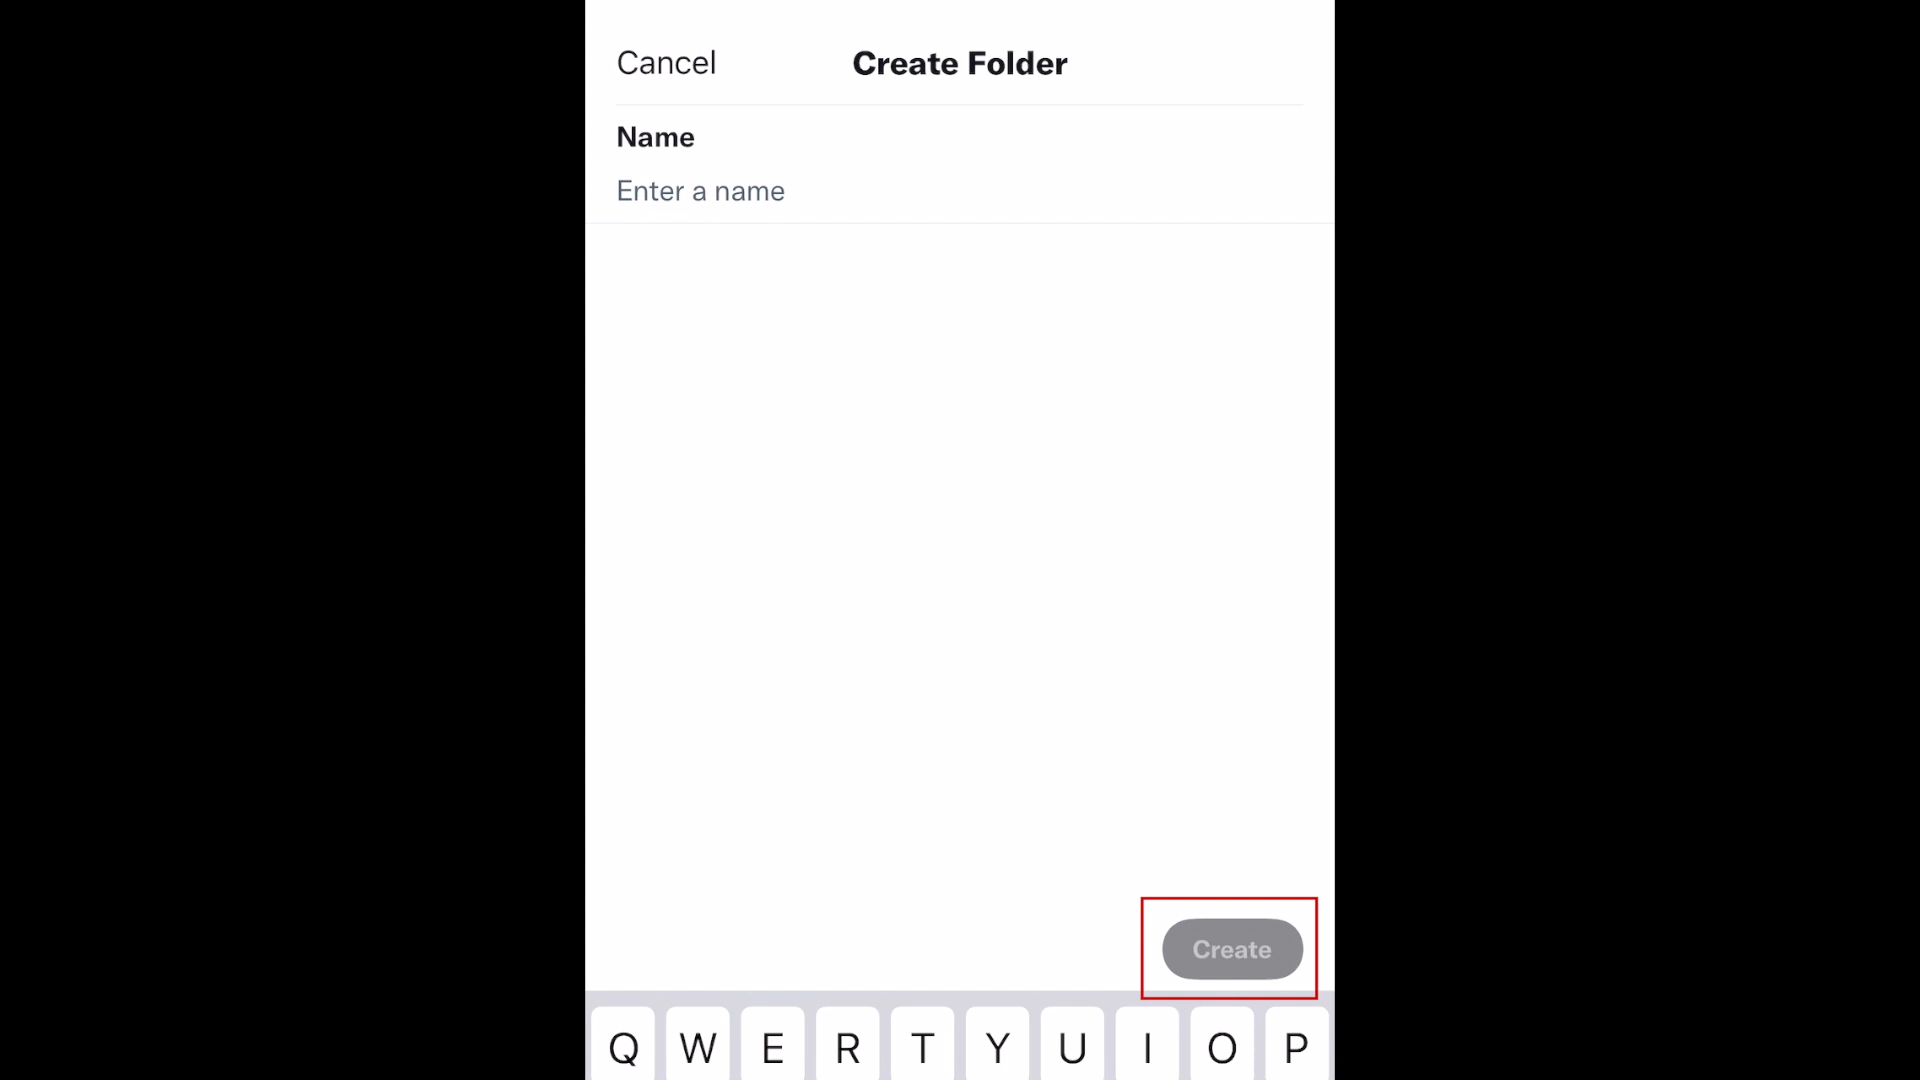 Cancel
Create Folder
Name
Enter a name
Create
Q W E R T Y U I O P